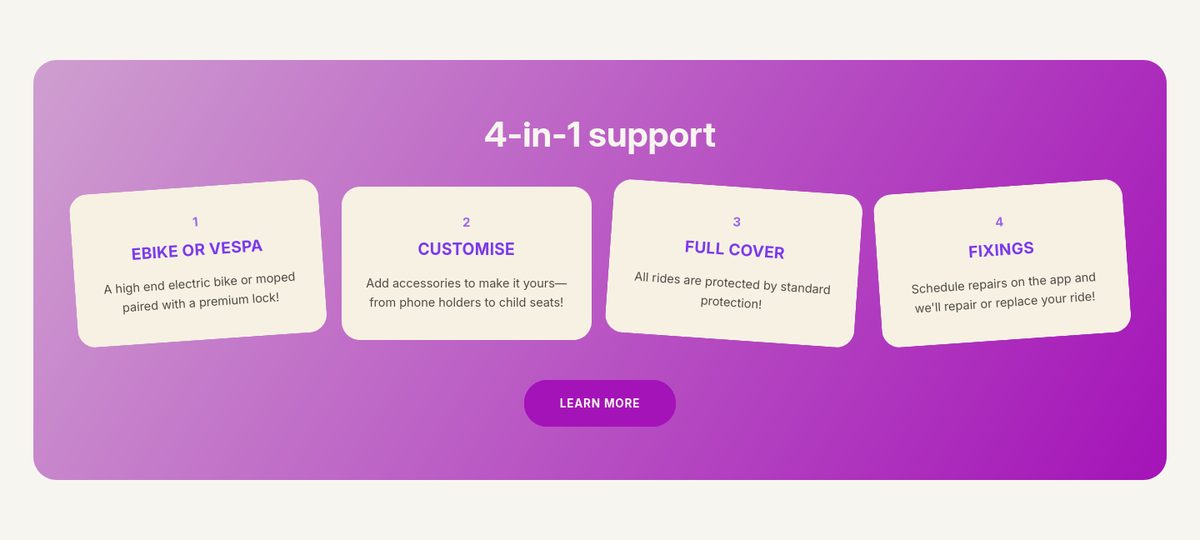 4-in-1 support
1
EBIKE OR VESPA
A high end electric bike or moped
paired with a premium lock!
2
CUSTOMISE
Add accessories to make it yours—
from phone holders to child seats!
3
FULL COVER
All rides are protected by standard
protection!
4
FIXINGS
Schedule repairs on the app and
we'll repair or replace your ride!
LEARN MORE